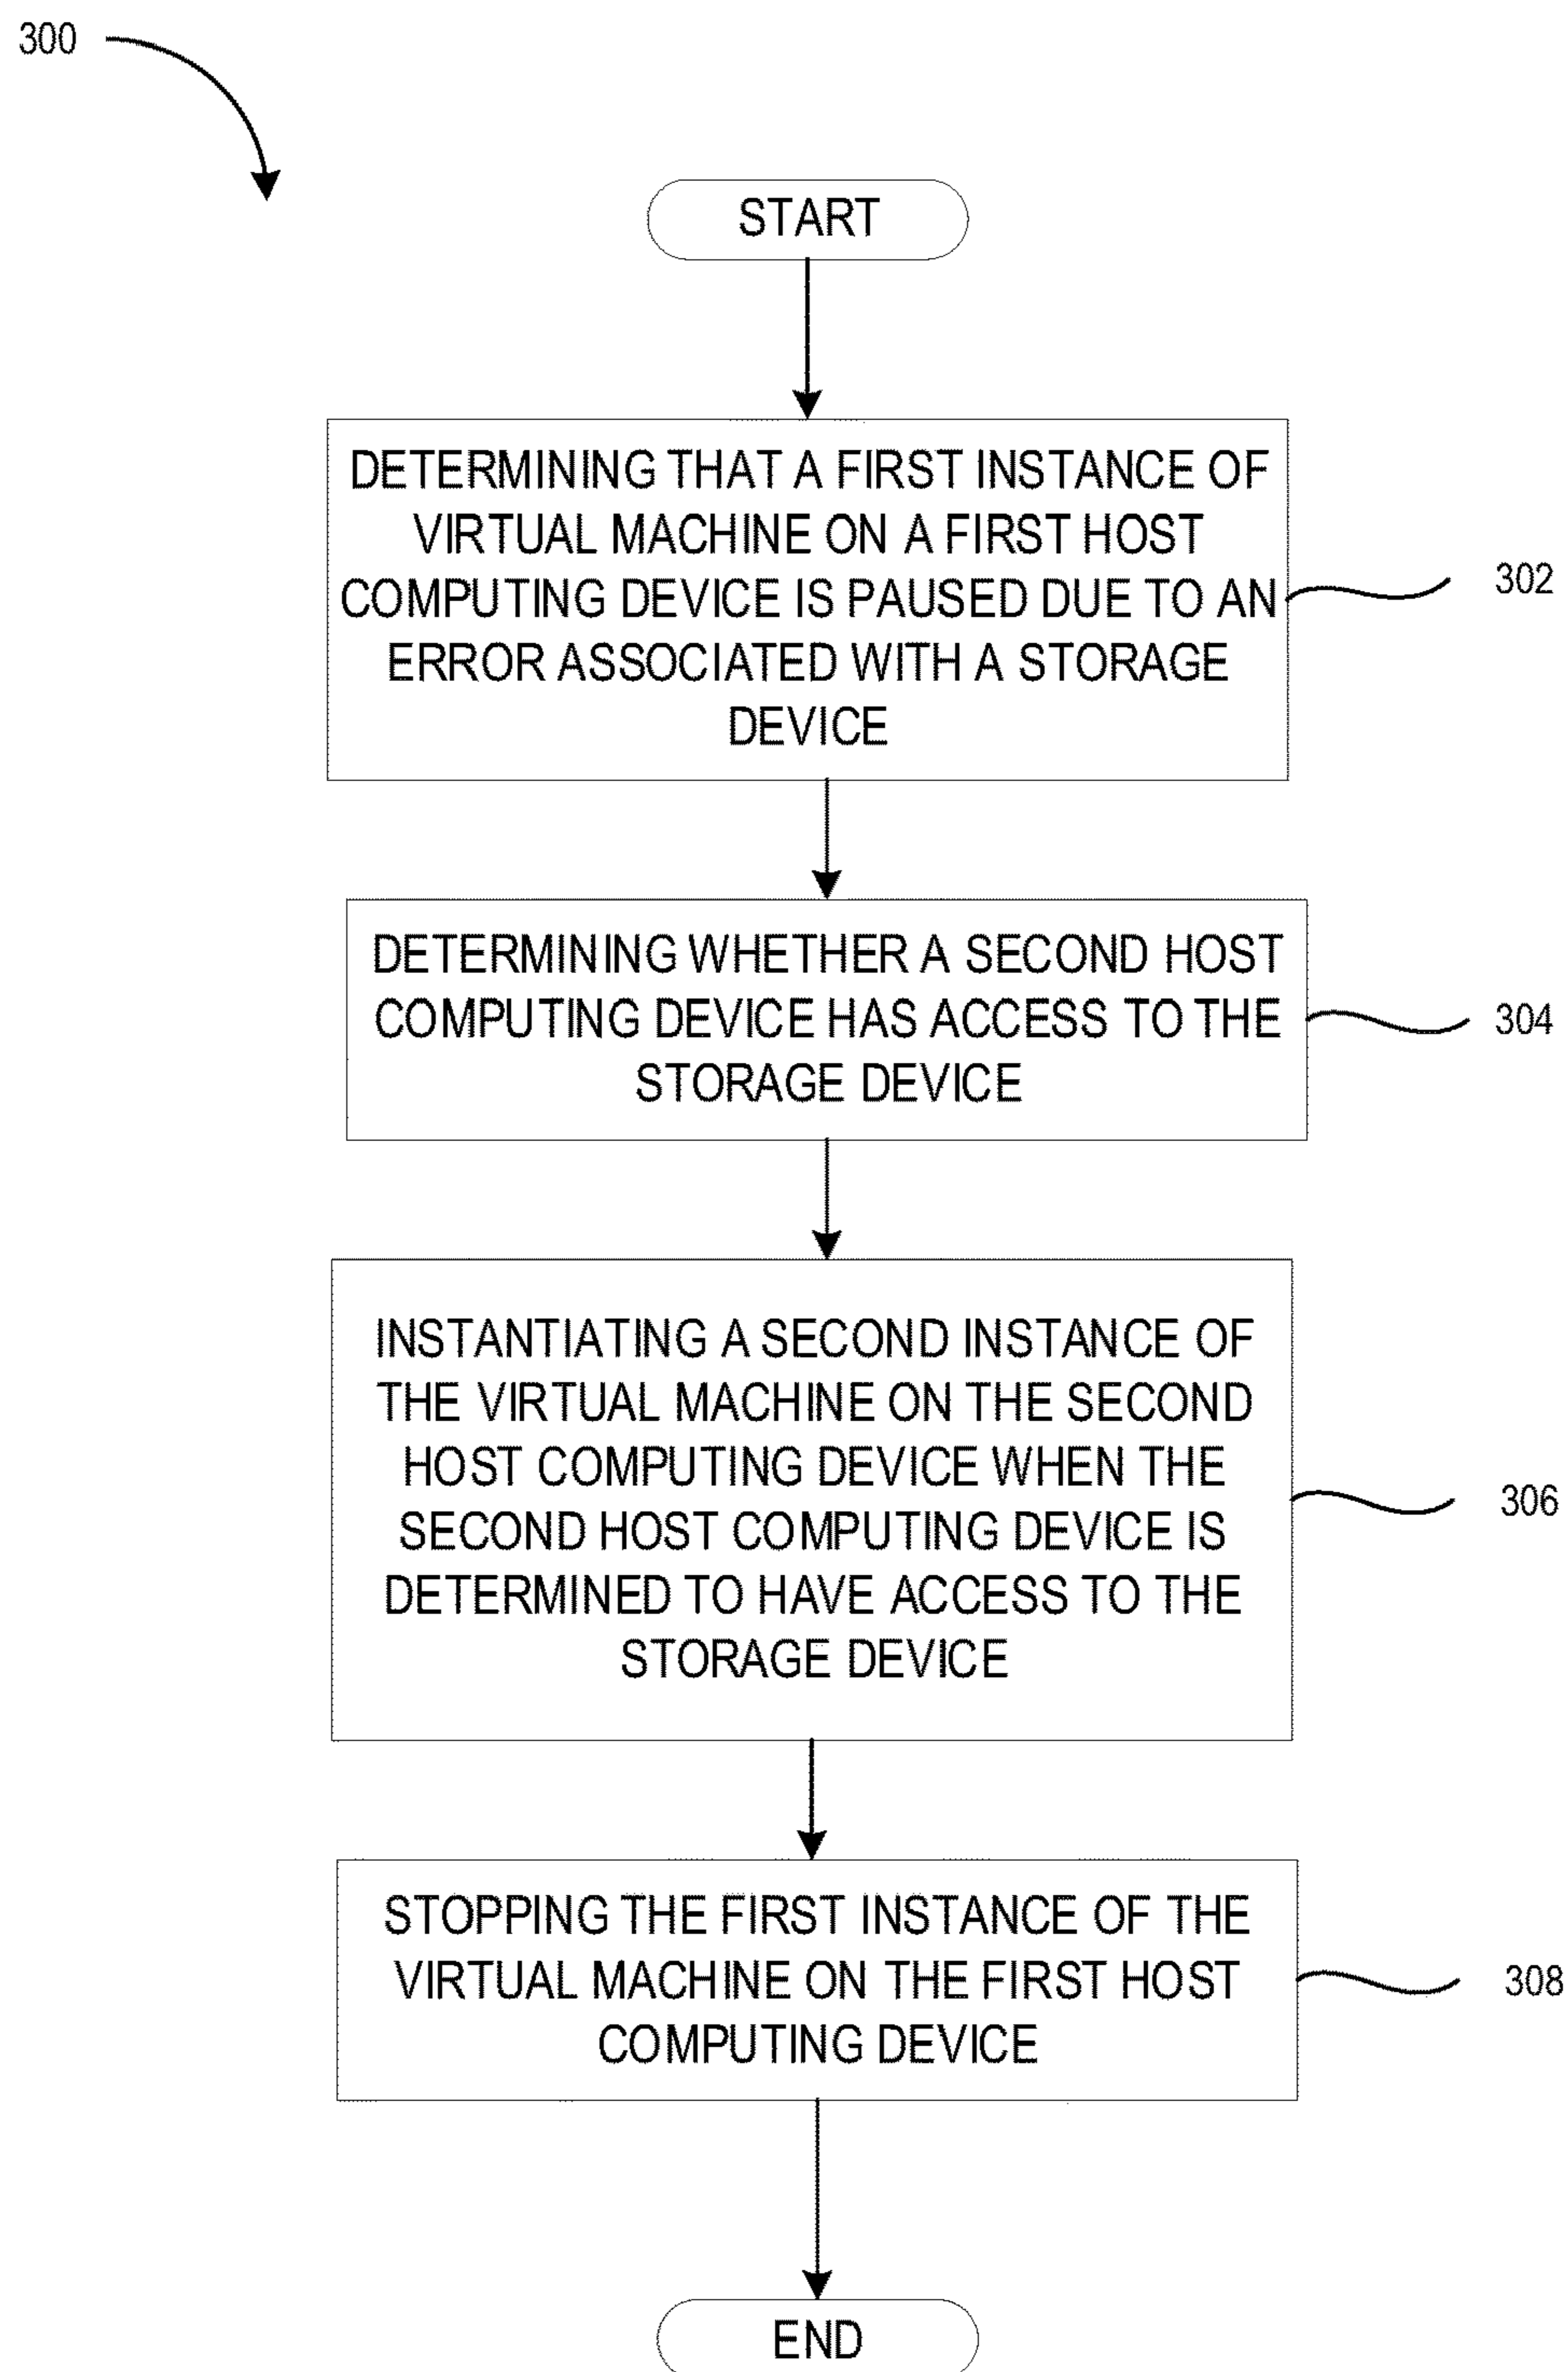 300
START
DETERMINING THAT A FIRST INSTANCE OF
VIRTUAL MACHINE ON A FIRST HOST
COMPUTING DEVICE IS PAUSED DUE TO AN
ERROR ASSOCIATED WITH A STORAGE
DEVICE
302
DETERMINING WHETHER A SECOND HOST
COMPUTING DEVICE HAS ACCESS TO THE
STORAGE DEVICE
304
INSTANTIATING A SECOND INSTANCE OF
THE VIRTUAL MACHINE ON THE SECOND
HOST COMPUTING DEVICE WHEN THE
SECOND HOST COMPUTING DEVICE IS
DETERMINED TO HAVE ACCESS TO THE
STORAGE DEVICE
306
STOPPING THE FIRST INSTANCE OF THE
VIRTUAL MACHINE ON THE FIRST HOST
COMPUTING DEVICE
308
END